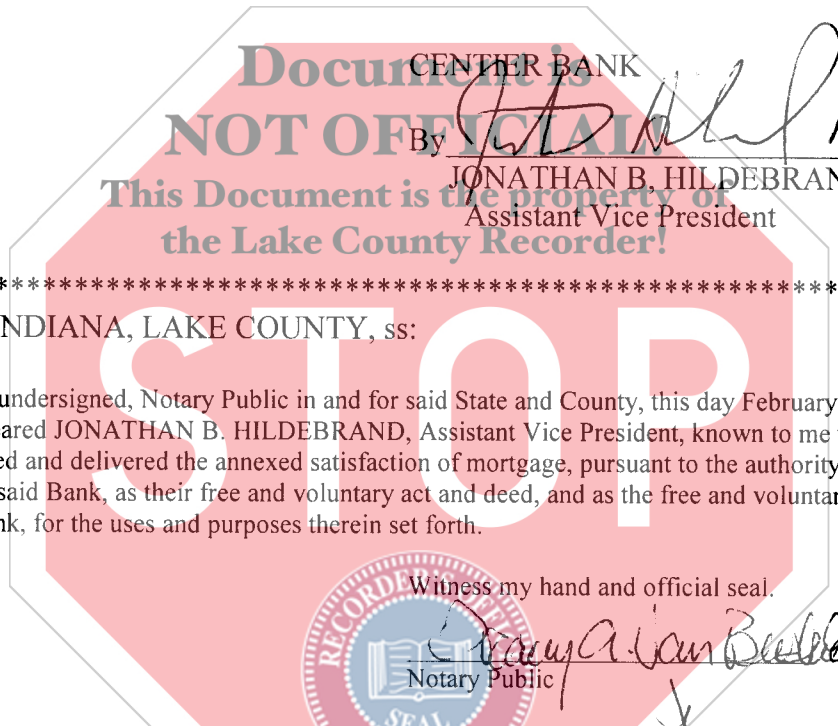 Document is
CENTIER BANK
NOT OFFICIAL!
By
JONATHAN B, HILDEBRAN
This Document is the property of
Assistant Vice President
the Lake County Recorder!
************************************************************
NDIANA, LAKE COUNTY, ss:
STOP
undersigned, Notary Public in and for said State and County, this day February
ared JONATHAN B. HILDEBRAND, Assistant Vice President, known to me
ed and delivered the annexed satisfaction of mortgage, pursuant to the authority
said Bank, as their free and voluntary act and deed, and as the free and voluntar
nk, for the uses and purposes therein set forth.
Witness my hand and official seal.
Notary Public
RECORDER'S OFFICE
SEAL